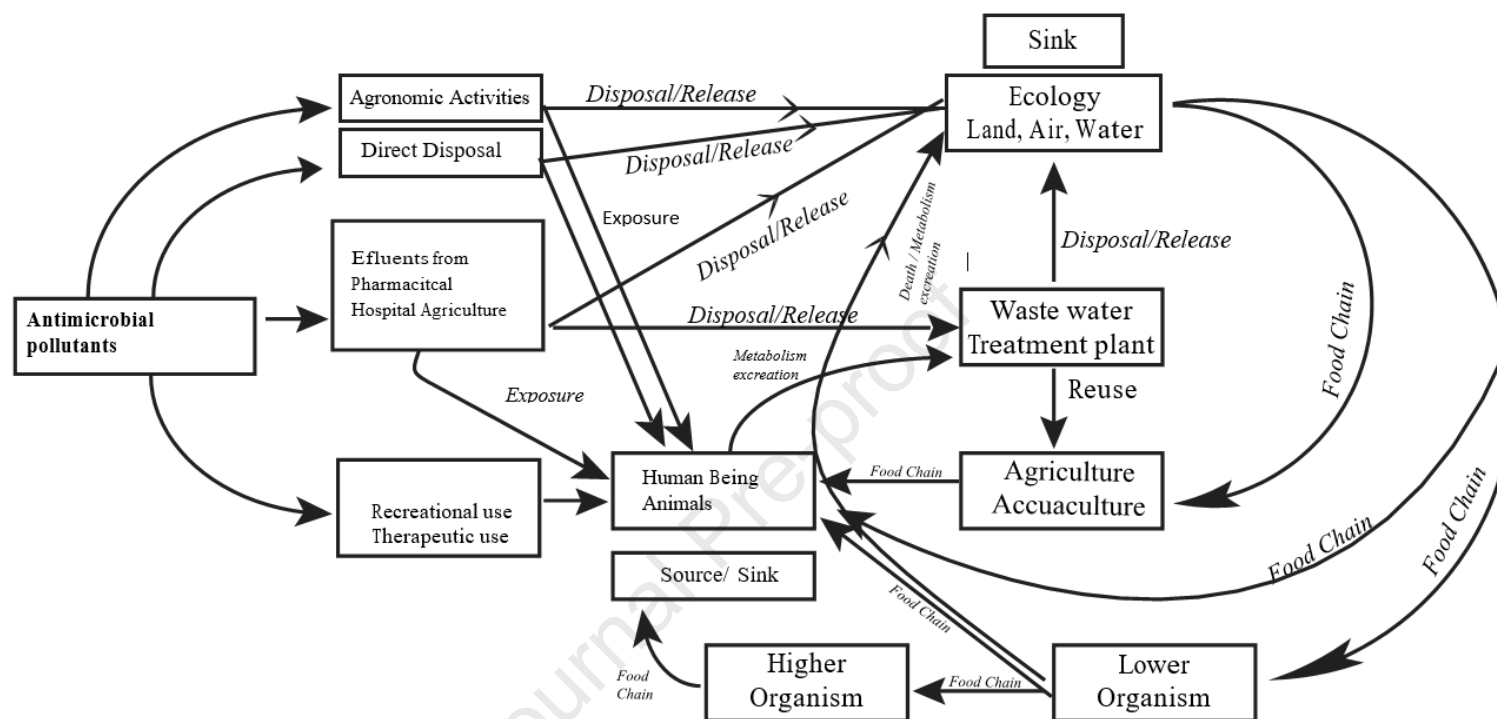 Sink
Agronomic Activities
Disposal/Release
Ecology
Land, Air, Water
Direct Disposal
Disposal/Release
Exposure
Disposal/Release
Death / Metabolism
excreation
Disposal/Release
Food Chain
Efluents from
Pharmacitcal
Hospital Agriculture
Antimicrobial
pollutants
Disposal/Release
Waste water
Treatment plant
Metabolism
excreation
Reuse
Exposure
Food Chain
Human Being
Animals
Agriculture
Accuaculture
Recreational use
Therapeutic use
Food Chain
Food Chain
Source/ Sink
Food Chain
Higher
Organism
Food Chain
Lower
Organism
Food
Chain
Journal Pre-proof